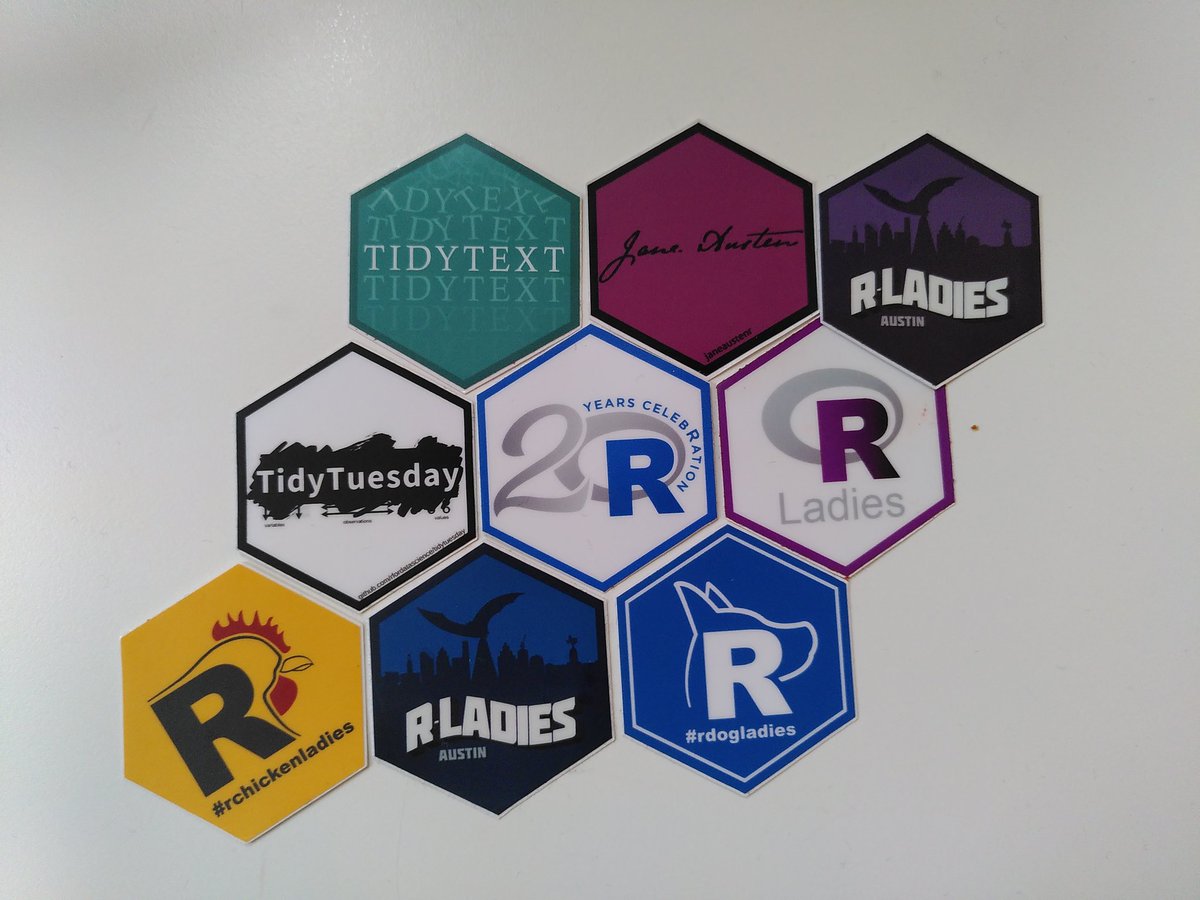 TIDYTEXT
TIDYTEXT
TIDYTEXT
TIDYTEXT
TIDYTEXT
Jane Austen
janeaustenr
R-LADIES
AUSTIN
TidyTuesday
variables
observations
values
github.com/rfordatascience/tidytuesday
20
YEARS CELEBRATION
R
R
Ladies
R
#rchickenladies
R-LADIES
AUSTIN
R
#rdogladies